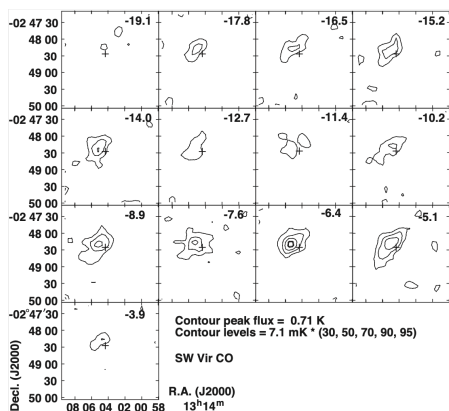 -02 47 30 -19.1 -17.8 -16.5 -15.2
48 00
30
49 00
30
50 00
-02 47 30 -14.0 -12.7 -11.4 -10.2
48 00
30
49 00
30
50 00
-02 47 30 -8.9 -7.6 -6.4 -5.1
48 00
30
49 00
30
50 00
-02°47'30 -3.9
48 00
30
49 00
30
50 00
Decl. (J2000)
Contour peak flux = 0.71 K
Contour levels = 7.1 mK * (30, 50, 70, 90, 95)
SW Vir CO
R.A. (J2000)
08 06 04 02 00 58 13h14m